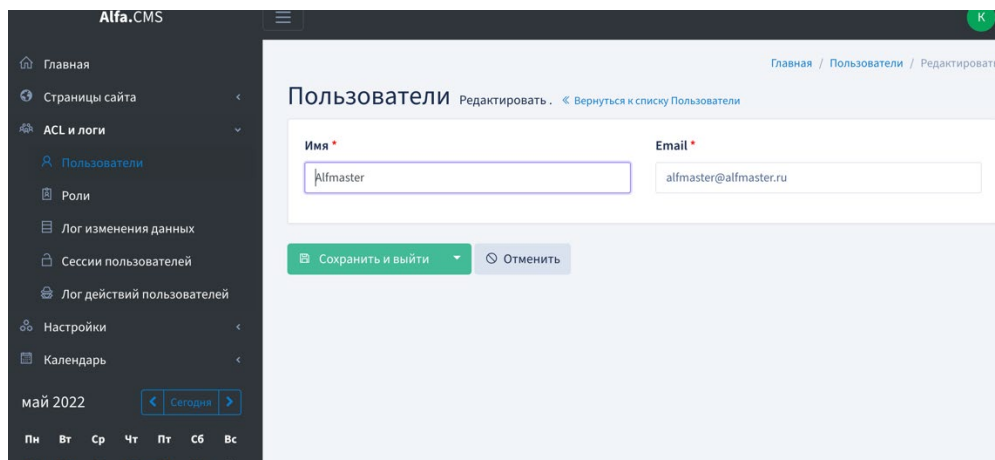 Alfa.CMS
К
Главная
Страницы сайта
ACL и логи
Пользователи
Роли
Лог изменения данных
Сессии пользователей
Лог действий пользователей
Настройки
Календарь
май 2022
Сегодня
Пн Вт Ср Чт Пт Сб Вс
Главная / Пользователи / Редактировать
Пользователи Редактировать . « Вернуться к списку Пользователи
Имя * Email *
Alfmaster alfmaster@alfmaster.ru
Сохранить и выйти Отменить